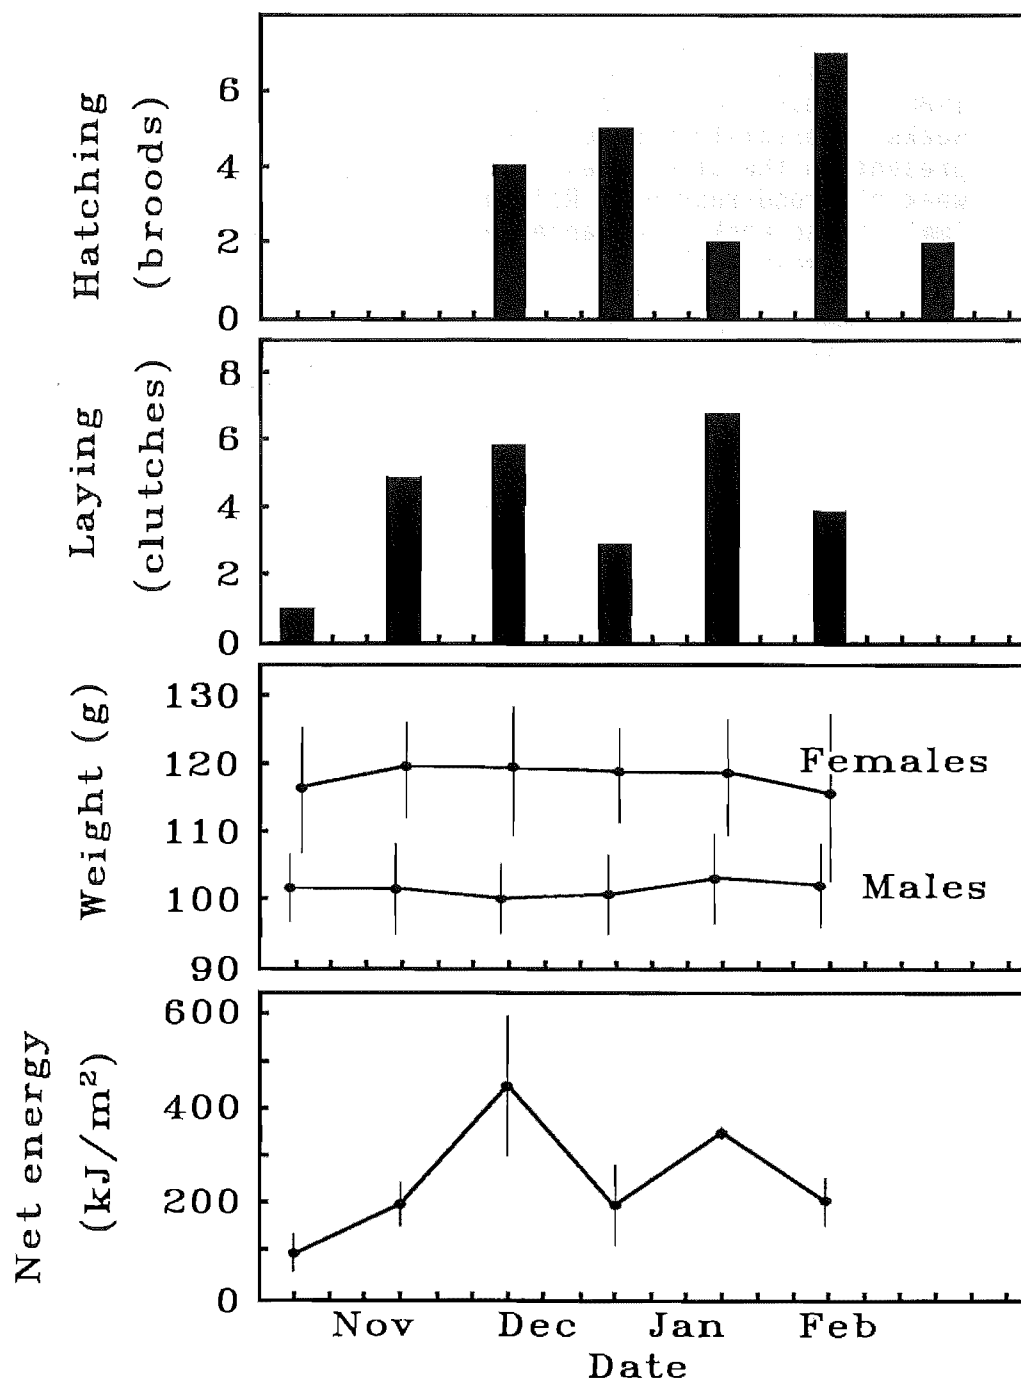 Hatching
(broods)
6
4
2
0
Laying
(clutches)
8
6
4
2
0
Weight (g)
130
120
110
100
90
Females
Males
Net energy
(kJ/m²)
600
400
200
0
Nov Dec Jan Feb
Date